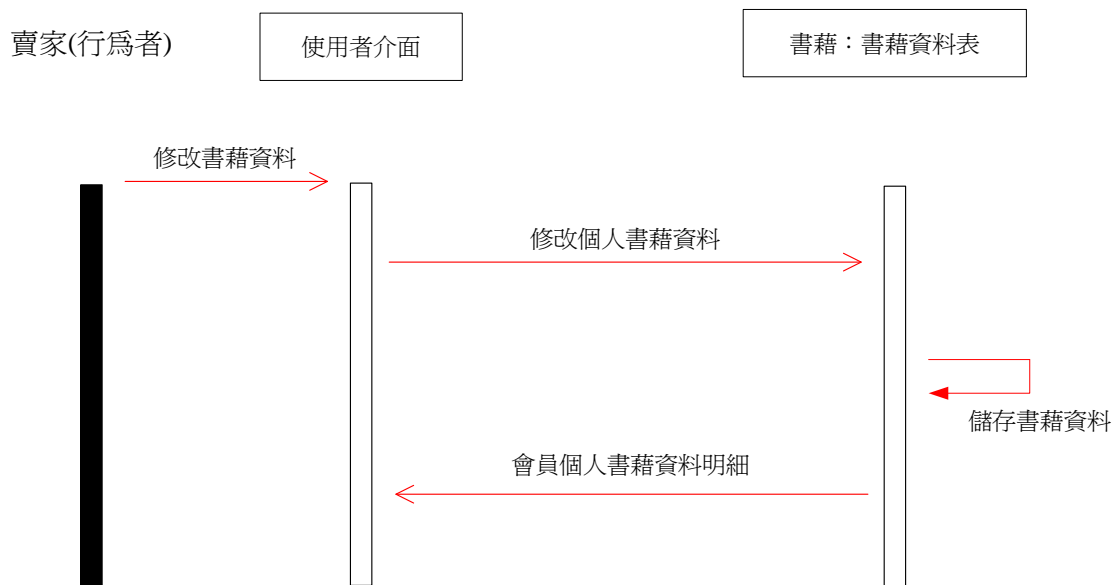 賣家(行為者)
使用者介面
書藉：書藉資料表
修改書藉資料
修改個人書藉資料
儲存書藉資料
會員個人書藉資料明細